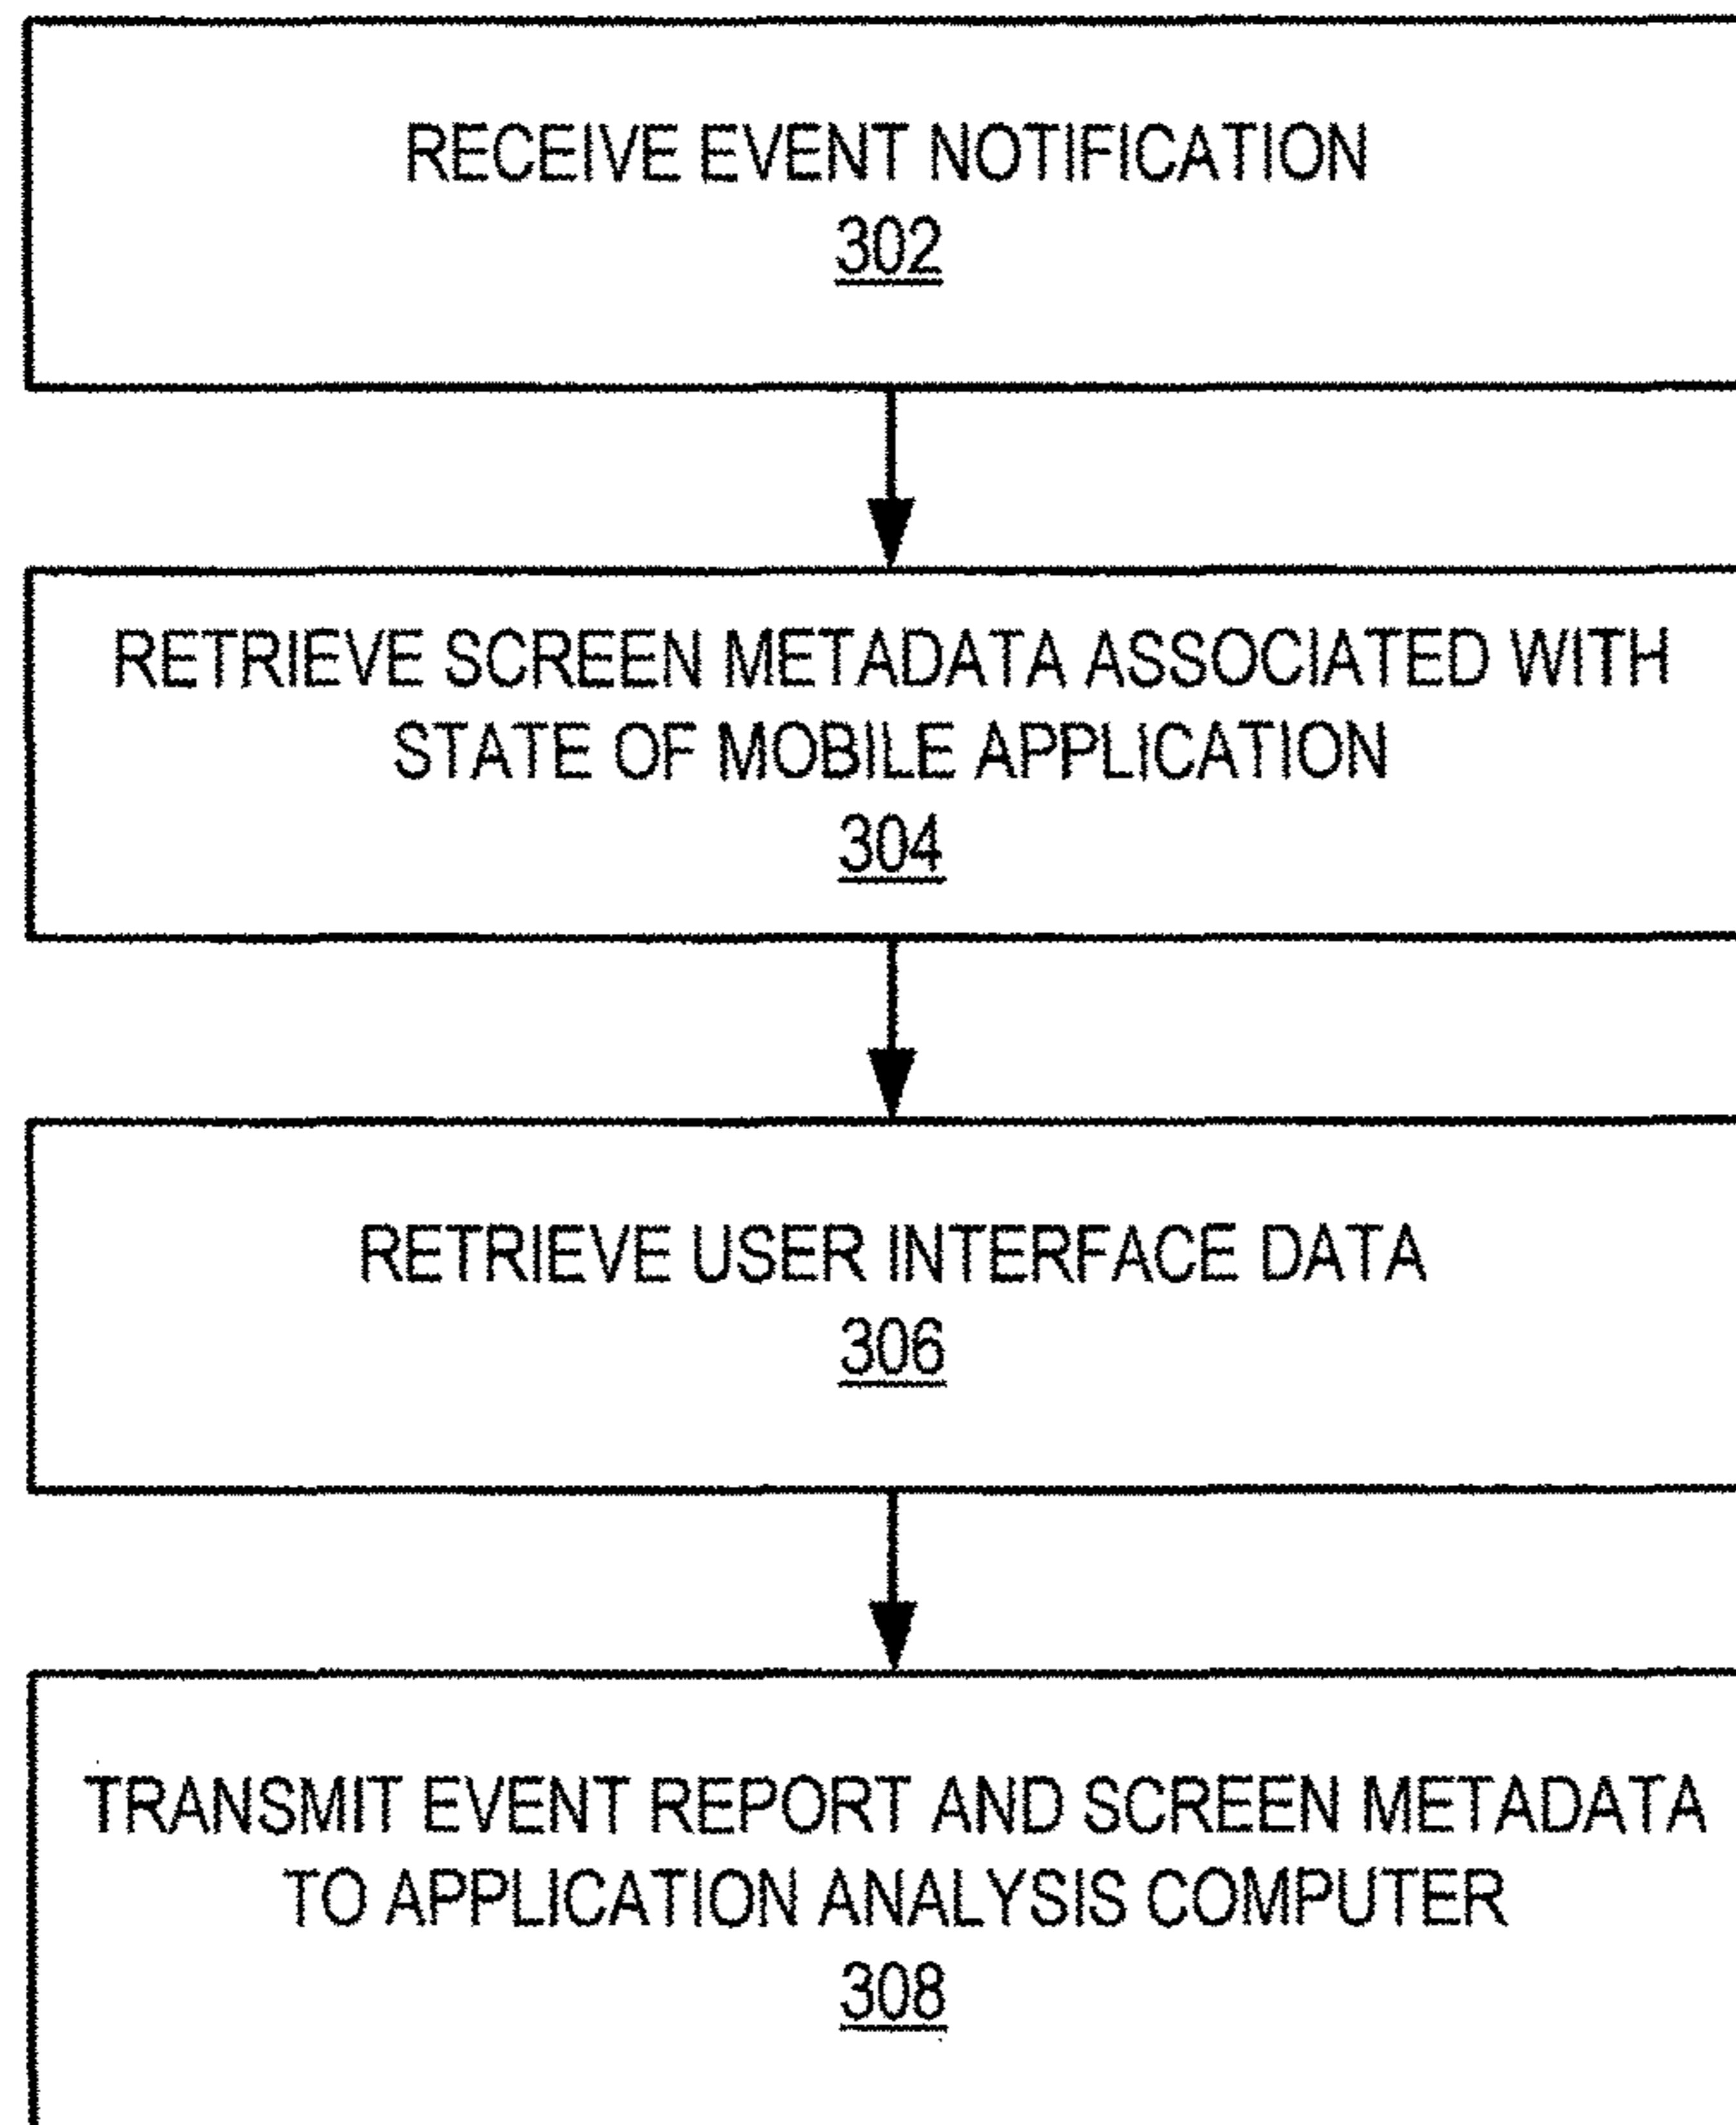 RECEIVE EVENT NOTIFICATION
302
RETRIEVE SCREEN METADATA ASSOCIATED WITH
STATE OF MOBILE APPLICATION
304
RETRIEVE USER INTERFACE DATA
306
TRANSMIT EVENT REPORT AND SCREEN METADATA
TO APPLICATION ANALYSIS COMPUTER
308